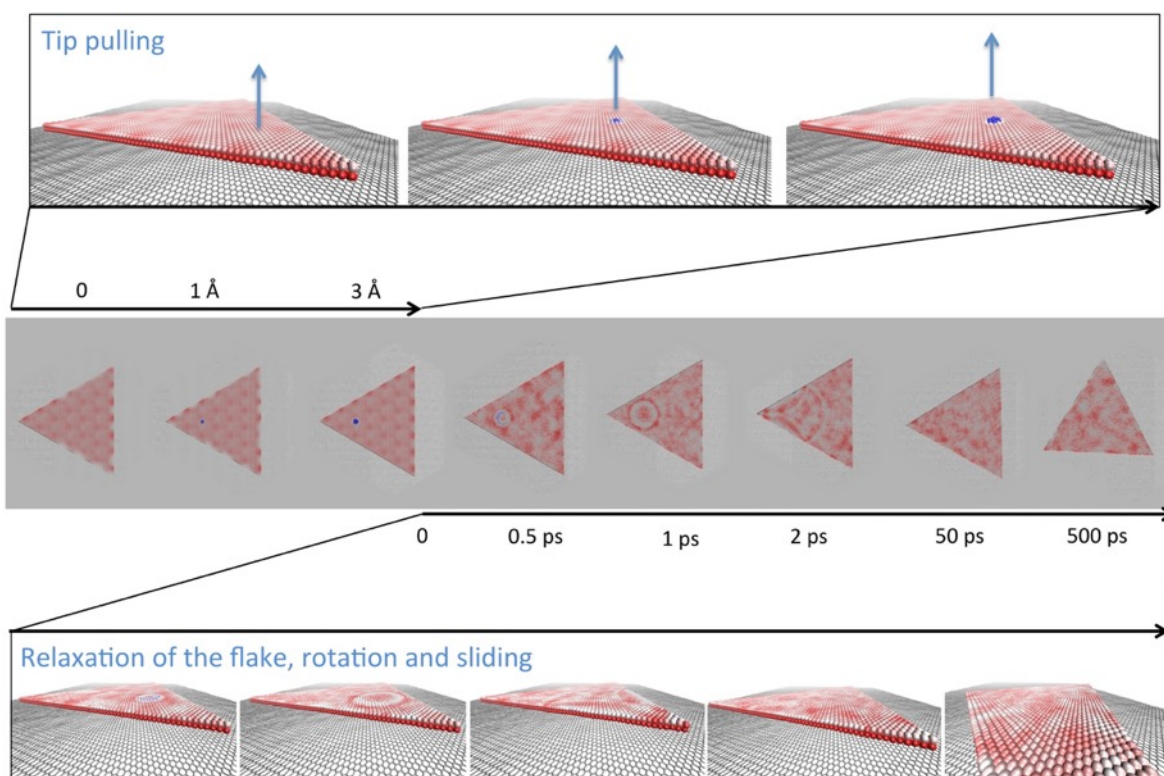 Tip pulling
0 1 Å 3 Å
0 0.5 ps 1 ps 2 ps 50 ps 500 ps
Relaxation of the flake, rotation and sliding